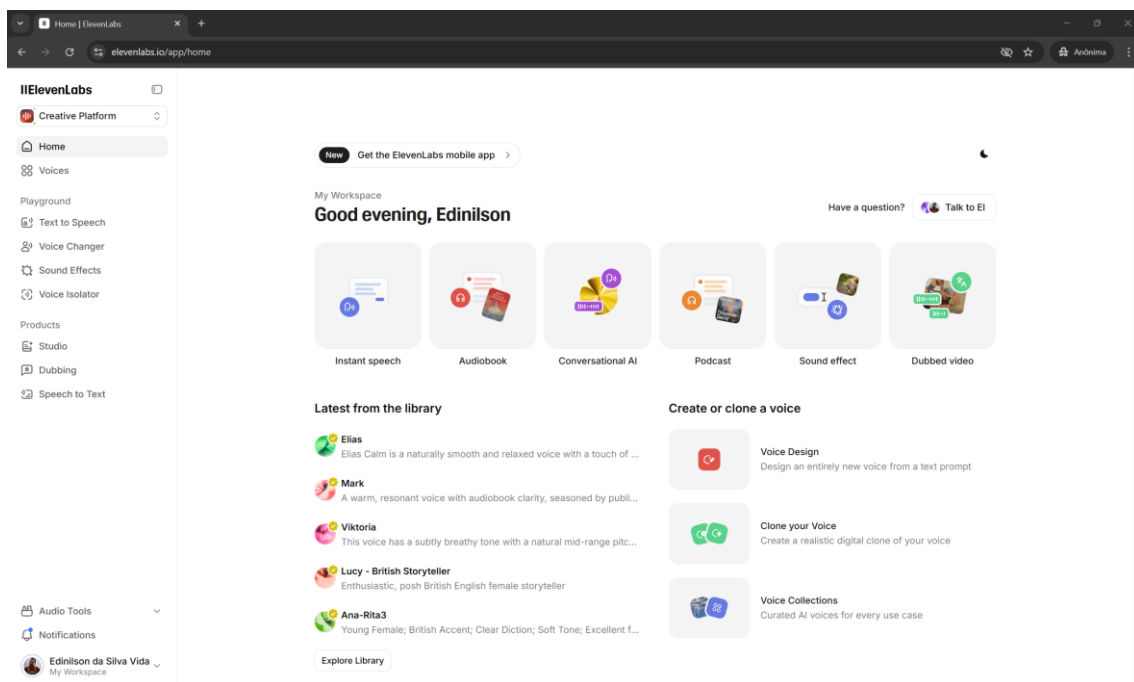 Home | ElevenLabs
elevenlabs.io/app/home
Anônima
IIElevenLabs
Creative Platform
Home
Voices
Playground
Text to Speech
Voice Changer
Sound Effects
Voice Isolator
Products
Studio
Dubbing
Speech to Text
Audio Tools
Notifications
Edinilson da Silva Vida
My Workspace
New Get the ElevenLabs mobile app
My Workspace
Good evening, Edinilson
Have a question? Talk to El
Instant speech
Audiobook
Conversational AI
Podcast
Sound effect
Dubbed video
Latest from the library
Elias
Elias Calm is a naturally smooth and relaxed voice with a touch of ...
Mark
A warm, resonant voice with audiobook clarity, seasoned by publi...
Viktoria
This voice has a subtly breathy tone with a natural mid-range pitc...
Lucy - British Storyteller
Enthusiastic, posh British English female storyteller
Ana-Rita3
Young Female; British Accent; Clear Diction; Soft Tone; Excellent f...
Explore Library
Create or clone a voice
Voice Design
Design an entirely new voice from a text prompt
Clone your Voice
Create a realistic digital clone of your voice
Voice Collections
Curated AI voices for every use case